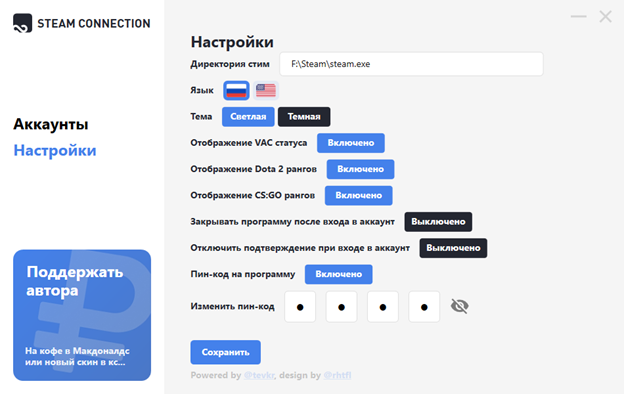 STEAM CONNECTION
Аккаунты
Настройки
Поддержать
автора
На кофе в Макдоналдс
или новый скин в кс...
Настройки
Директория стим F:\Steam\steam.exe
Язык
Тема Светлая Темная
Отображение VAC статуса Включено
Отображение Dota 2 рангов Включено
Отображение CS:GO рангов Включено
Закрывать программу после входа в аккаунт Выключено
Отключить подтверждение при входе в аккаунт Выключено
Пин-код на программу Включено
Изменить пин-код
Сохранить
Powered by @tevkr, design by @rhtfl